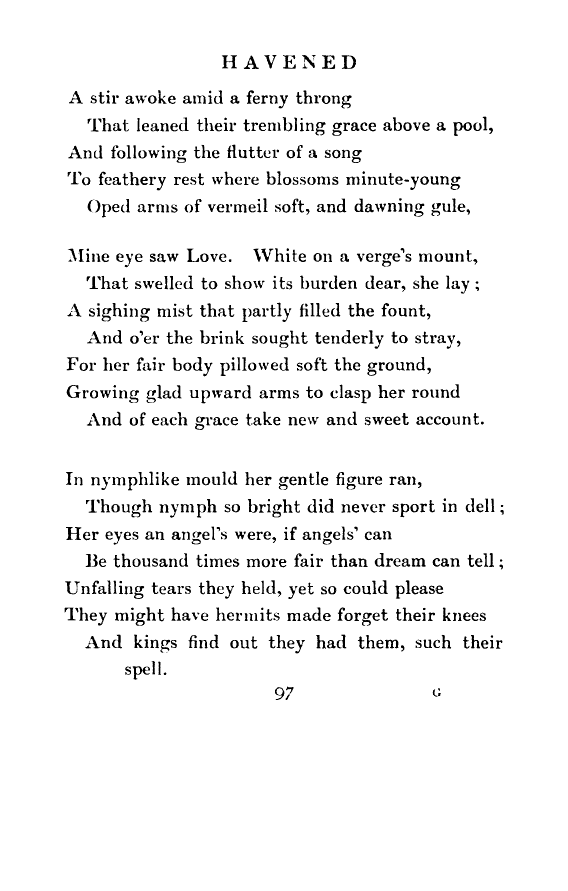 HAVENED
A stir awoke amid a ferny throng
That leaned their trembling grace above a pool,
And following the flutter of a song
To feathery rest where blossoms minute-young
Oped arms of vermeil soft, and dawning gule,
Mine eye saw Love. White on a verge's mount,
That swelled to show its burden dear, she lay ;
A sighing mist that partly filled the fount,
And o'er the brink sought tenderly to stray,
For her fair body pillowed soft the ground,
Growing glad upward arms to clasp her round
And of each grace take new and sweet account.
In nymphlike mould her gentle figure ran,
Though nymph so bright did never sport in dell ;
Her eyes an angel's were, if angels' can
Be thousand times more fair than dream can tell ;
Unfalling tears they held, yet so could please
They might have hermits made forget their knees
And kings find out they had them, such their
spell.
97 G